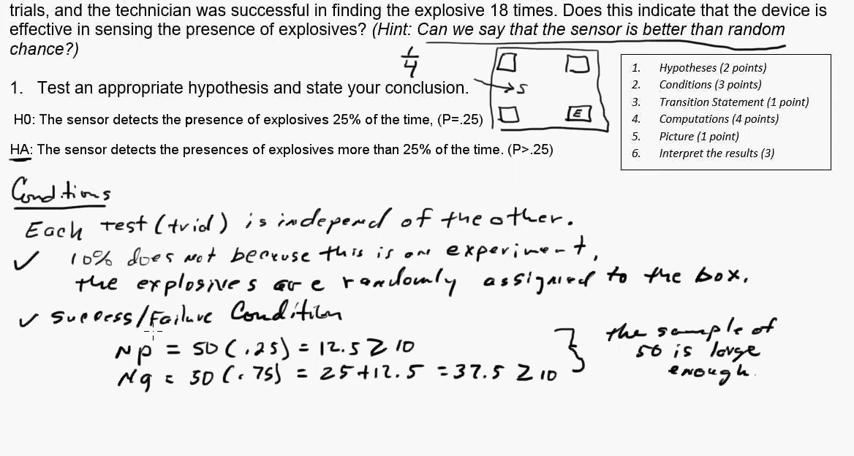 trials, and the technician was successful in finding the explosive 18 times. Does this indicate that the device is
effective in sensing the presence of explosives? (Hint: Can we say that the sensor is better than random
chance?)
1/4
1. Test an appropriate hypothesis and state your conclusion.
S
E
H0: The sensor detects the presence of explosives 25% of the time, (P=.25)
HA: The sensor detects the presences of explosives more than 25% of the time. (P>.25)
1. Hypotheses (2 points)
2. Conditions (3 points)
3. Transition Statement (1 point)
4. Computations (4 points)
5. Picture (1 point)
6. Interpret the results (3)
Conditions
Each test (trial) is independ of the other.
✓ 10% does not because this is an experiment,
the explosives are randomly assigned to the box.
✓ Success/Failure Condition
Np = 50(.25) = 12.5 ≥ 10
Nq = 50(.75) = 25+12.5 = 37.5 ≥ 10
the sample of
50 is large
enough.